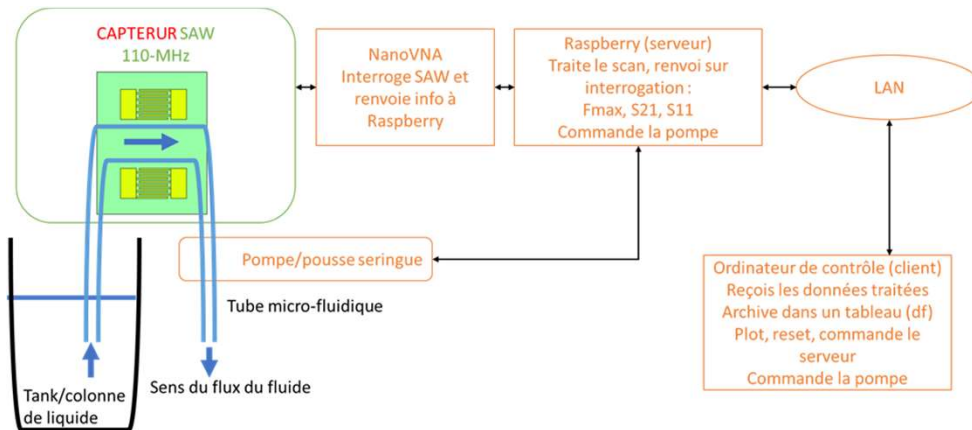 CAPTERUR SAW
110-MHz
NanoVNA
Interroge SAW et
renvoie info à
Raspberry
Raspberry (serveur)
Traite le scan, renvoi sur
interrogation :
Fmax, S21, S11
Commande la pompe
LAN
Pompe/pousse seringue
Tube micro-fluidique
Ordinateur de contrôle (client)
Reçois les données traitées
Archive dans un tableau (df)
Plot, reset, commande le
serveur
Commande la pompe
Tank/colonne
de liquide
Sens du flux du fluide